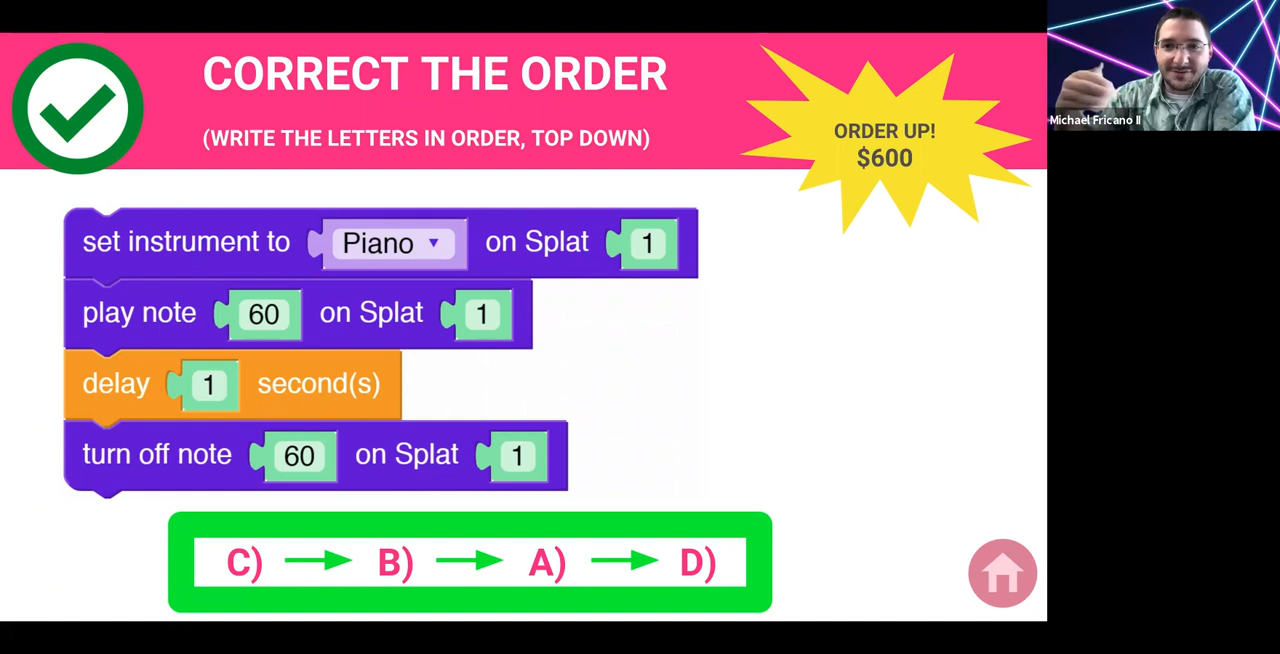 CORRECT THE ORDER
(WRITE THE LETTERS IN ORDER, TOP DOWN)
ORDER UP!
$600
Michael Fricano II
set instrument to Piano on Splat 1
play note 60 on Splat 1
delay 1 second(s)
turn off note 60 on Splat 1
C) B) A) D)